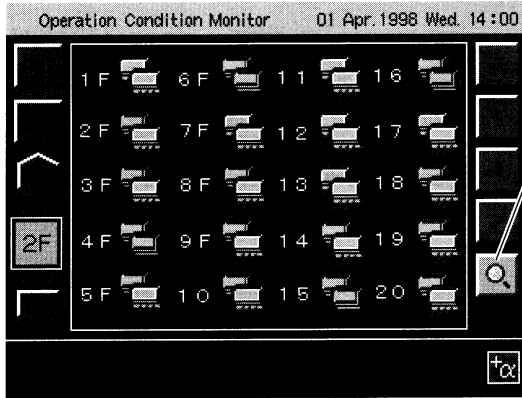 Operation Condition Monitor 01 Apr. 1998 Wed. 14:00
1F 6F 11 16
2F 7F 12 17
3F 8F 13 18
2F
4F 9F 14 19
5F 10 15 20
+α